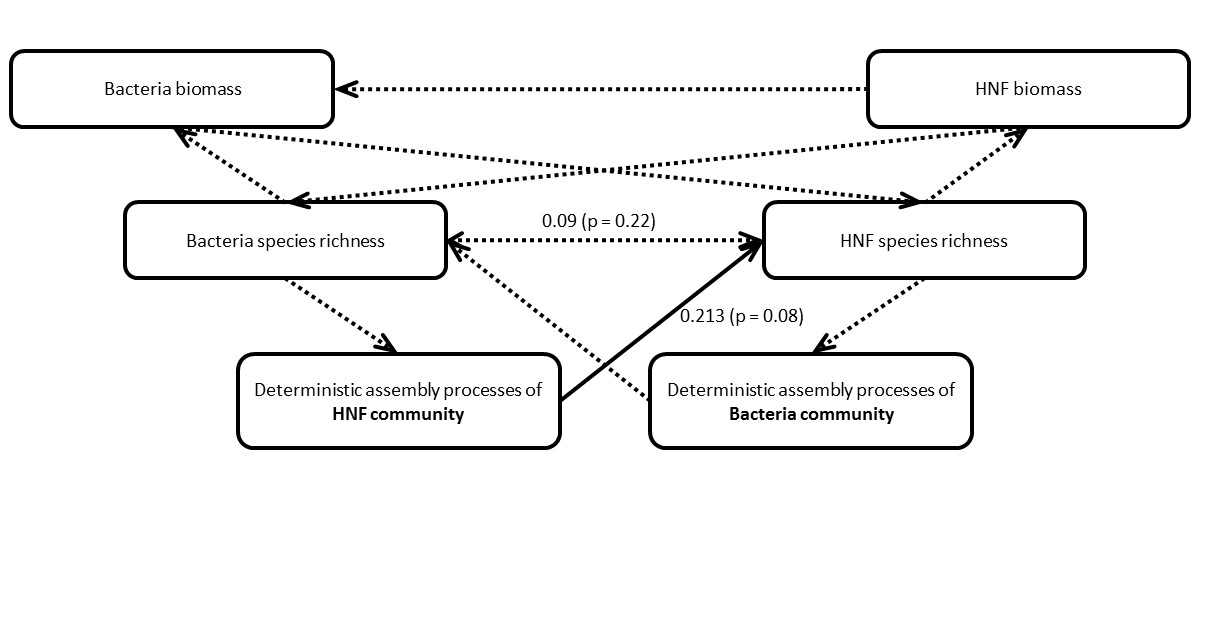 Bacteria biomass
HNF biomass
0.09 (p = 0.22)
Bacteria species richness
HNF species richness
0.213 (p = 0.08)
Deterministic assembly processes of
HNF community
Deterministic assembly processes of
Bacteria community